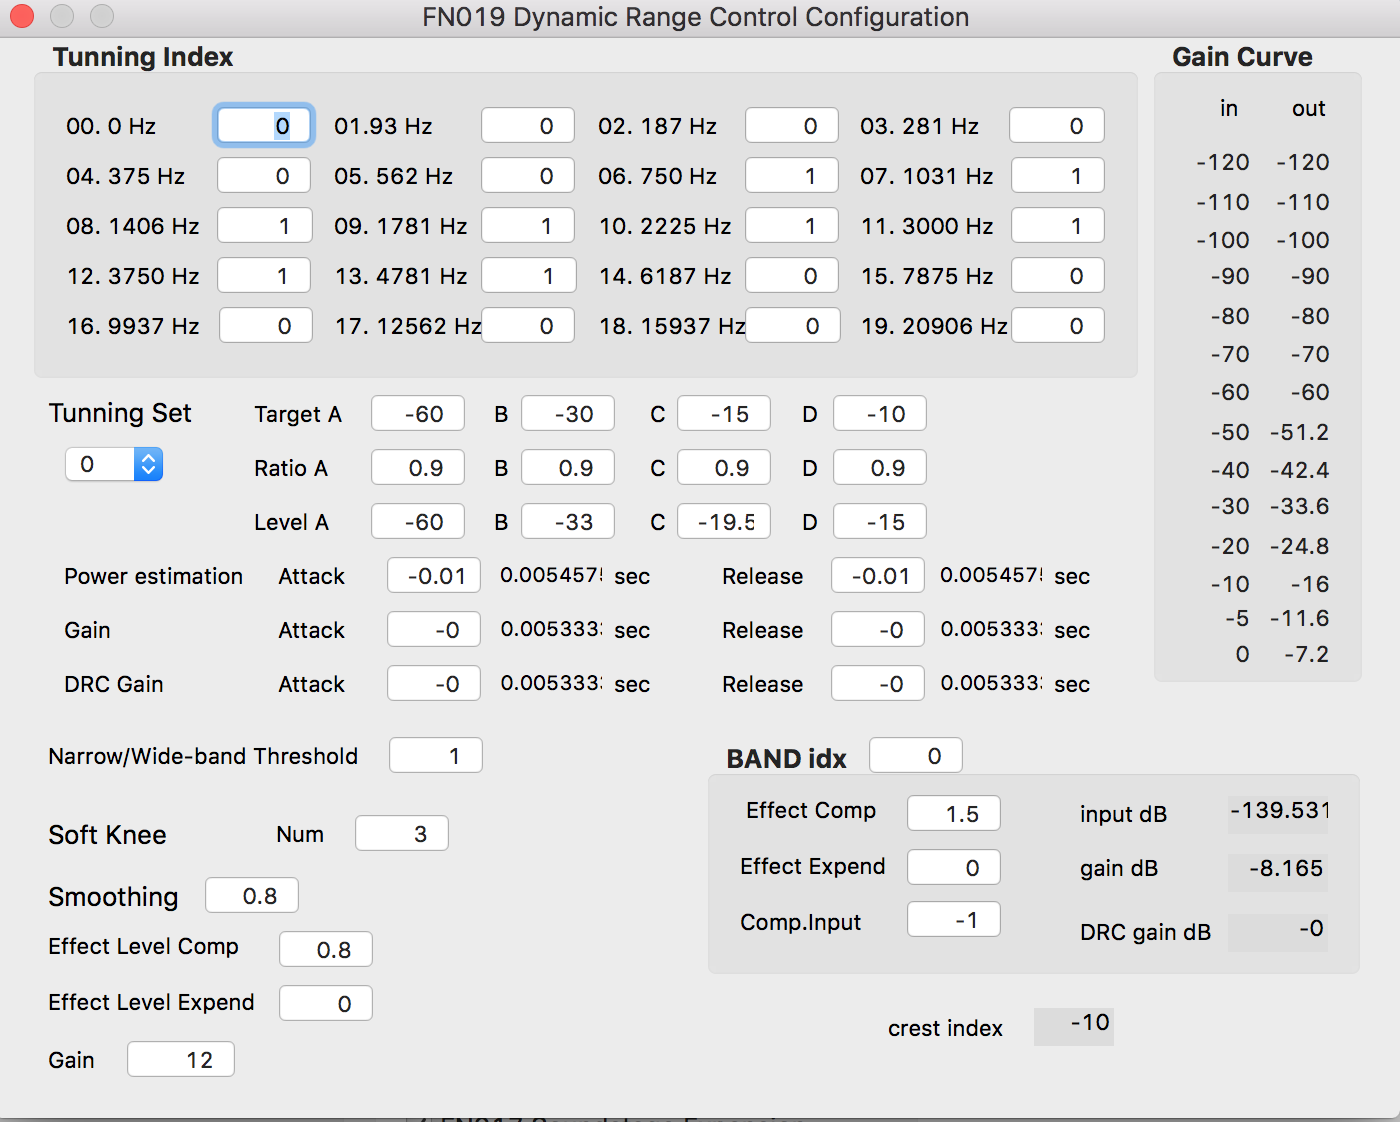 FN019 Dynamic Range Control Configuration
Tunning Index
00. 0 Hz 0 01.93 Hz 0 02. 187 Hz 0 03. 281 Hz 0
04. 375 Hz 0 05. 562 Hz 0 06. 750 Hz 1 07. 1031 Hz 1
08. 1406 Hz 1 09. 1781 Hz 1 10. 2225 Hz 1 11. 3000 Hz 1
12. 3750 Hz 1 13. 4781 Hz 1 14. 6187 Hz 0 15. 7875 Hz 0
16. 9937 Hz 0 17. 12562 Hz 0 18. 15937 Hz 0 19. 20906 Hz 0
Gain Curve
in out
-120 -120
-110 -110
-100 -100
-90 -90
-80 -80
-70 -70
-60 -60
-50 -51.2
-40 -42.4
-30 -33.6
-20 -24.8
-10 -16
-5 -11.6
0 -7.2
Tunning Set Target A -60 B -30 C -15 D -10
0 Ratio A 0.9 B 0.9 C 0.9 D 0.9
Level A -60 B -33 C -19.5 D -15
Power estimation Attack -0.01 0.005457 sec Release -0.01 0.005457 sec
Gain Attack -0 0.005333 sec Release -0 0.005333 sec
DRC Gain Attack -0 0.005333 sec Release -0 0.005333 sec
Narrow/Wide-band Threshold 1
Soft Knee Num 3
Smoothing 0.8
Effect Level Comp 0.8
Effect Level Expend 0
Gain 12
BAND idx 0
Effect Comp 1.5 input dB -139.531
Effect Expend 0 gain dB -8.165
Comp.Input -1 DRC gain dB -0
crest index -10